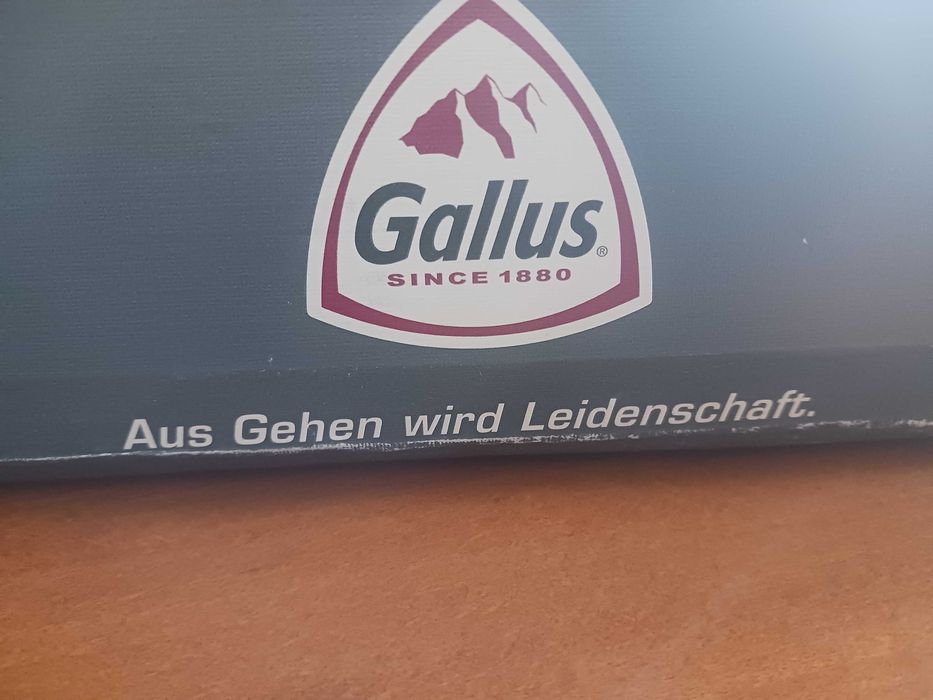 Gallus®
SINCE 1880
Aus Gehen wird Leidenschaft.